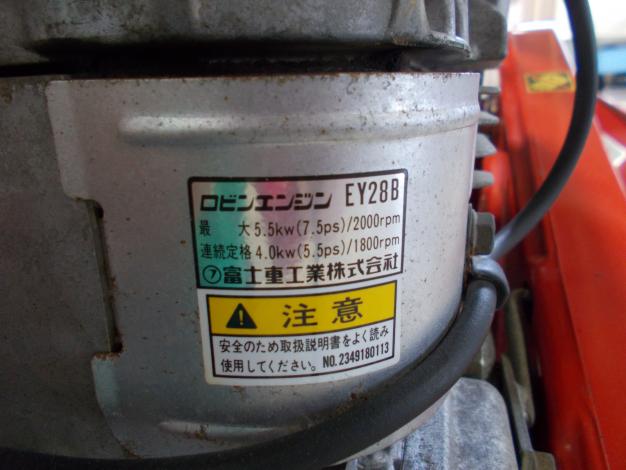 ロビンエンジン EY28B
最 大 5.5kw(7.5ps)/2000rpm
連続定格 4.0kw(5.5ps)/1800rpm
⑦ 富士重工業株式会社
注意
安全のため取扱説明書をよく読み
使用してください。 NO.2349180113